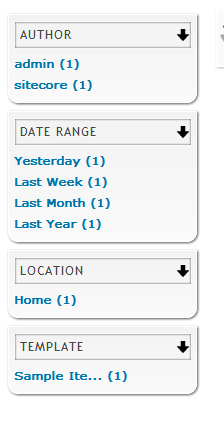 AUTHOR
admin (1)
sitecore (1)
DATE RANGE
Yesterday (1)
Last Week (1)
Last Month (1)
Last Year (1)
LOCATION
Home (1)
TEMPLATE
Sample Ite... (1)